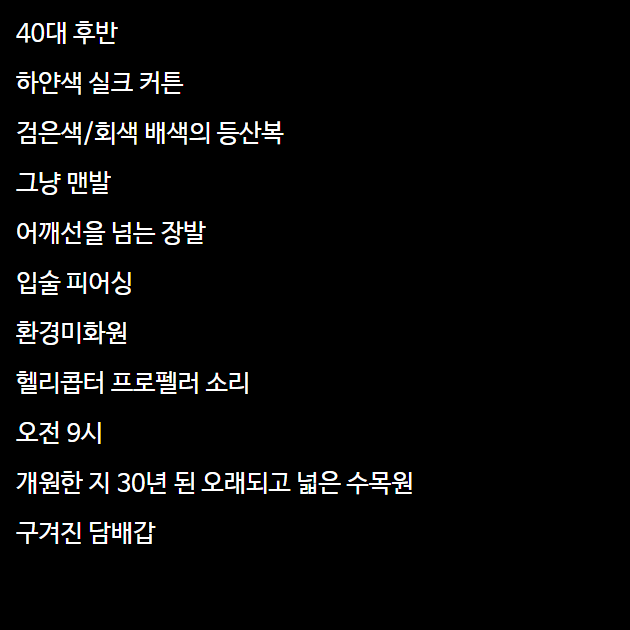 40대 후반
하얀색 실크 커튼
검은색/회색 배색의 등산복
그냥 맨발
어깨선을 넘는 장발
입술 피어싱
환경미화원
헬리콥터 프로펠러 소리
오전 9시
개원한 지 30년 된 오래되고 넓은 수목원
구겨진 담배갑